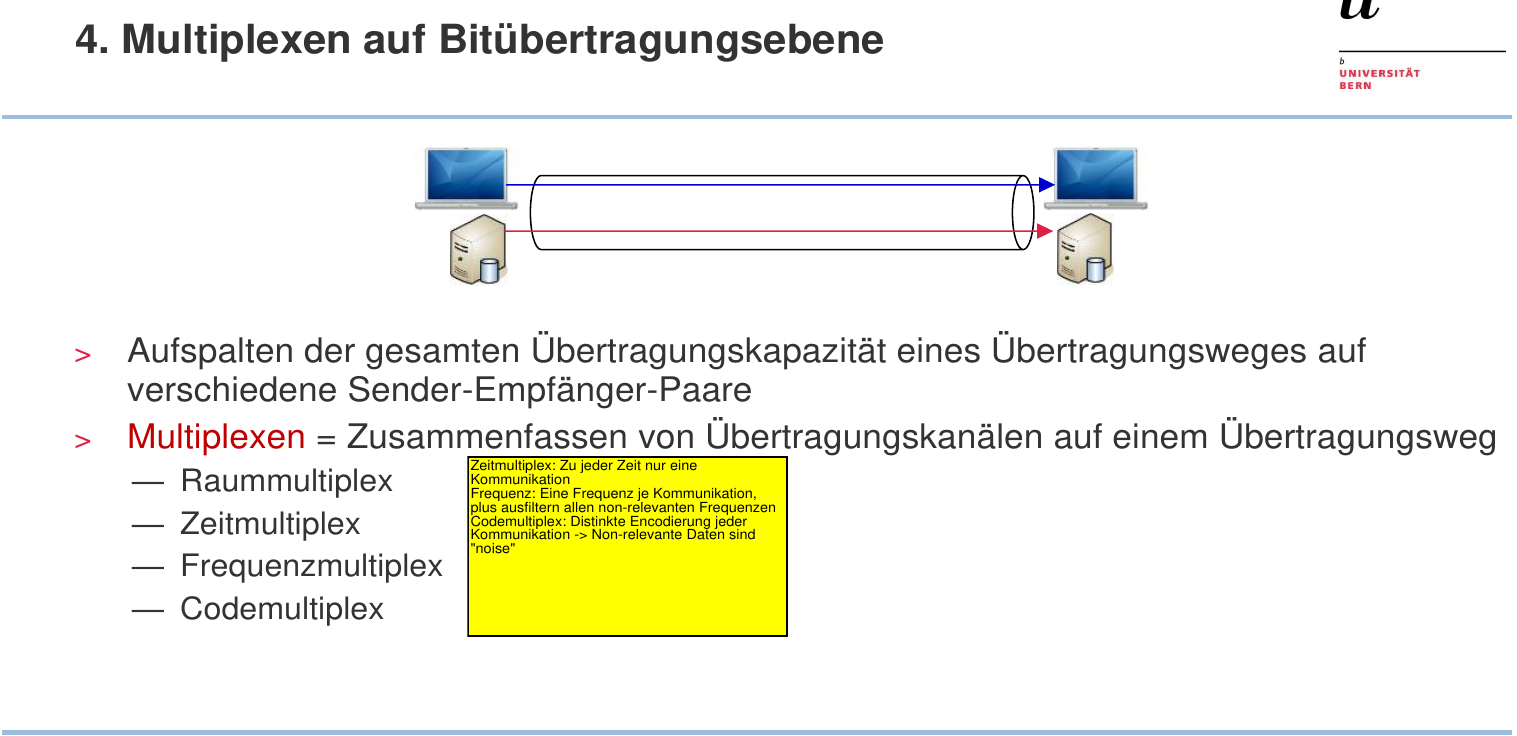 4. Multiplexen auf Bitübertragungsebene
u
b
UNIVERSITÄT
BERN
> Aufspalten der gesamten Übertragungskapazität eines Übertragungsweges auf
verschiedene Sender-Empfänger-Paare
> Multiplexen = Zusammenfassen von Übertragungskanälen auf einem Übertragungsweg
— Raummultiplex
— Zeitmultiplex
— Frequenzmultiplex
— Codemultiplex
Zeitmultiplex: Zu jeder Zeit nur eine
Kommunikation
Frequenz: Eine Frequenz je Kommunikation,
plus ausfiltern allen non-relevanten Frequenzen
Codemultiplex: Distinkte Encodierung jeder
Kommunikation -> Non-relevante Daten sind
"noise"